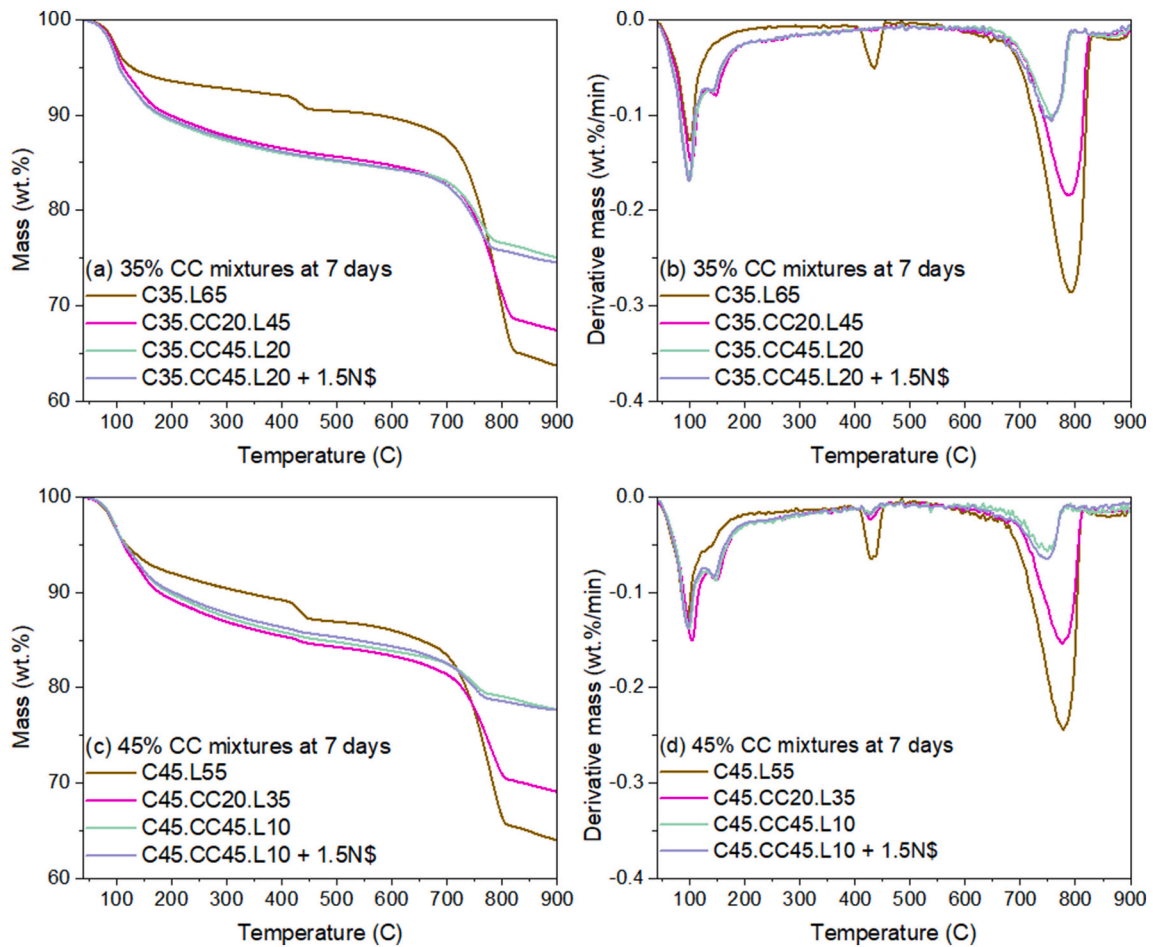 100
90
80
70
60
Mass (wt.%)
(a) 35% CC mixtures at 7 days
C35.L65
C35.CC20.L45
C35.CC45.L20
C35.CC45.L20 + 1.5N$
100 200 300 400 500 600 700 800 900
Temperature (C)
0.0
-0.1
-0.2
-0.3
-0.4
Derivative mass (wt.%/min)
(b) 35% CC mixtures at 7 days
C35.L65
C35.CC20.L45
C35.CC45.L20
C35.CC45.L20 + 1.5N$
100 200 300 400 500 600 700 800 900
Temperature (C)
100
90
80
70
60
Mass (wt.%)
(c) 45% CC mixtures at 7 days
C45.L55
C45.CC20.L35
C45.CC45.L10
C45.CC45.L10 + 1.5N$
100 200 300 400 500 600 700 800 900
Temperature (C)
0.0
-0.1
-0.2
-0.3
-0.4
Derivative mass (wt.%/min)
(d) 45% CC mixtures at 7 days
C45.L55
C45.CC20.L35
C45.CC45.L10
C45.CC45.L10 + 1.5N$
100 200 300 400 500 600 700 800 900
Temperature (C)